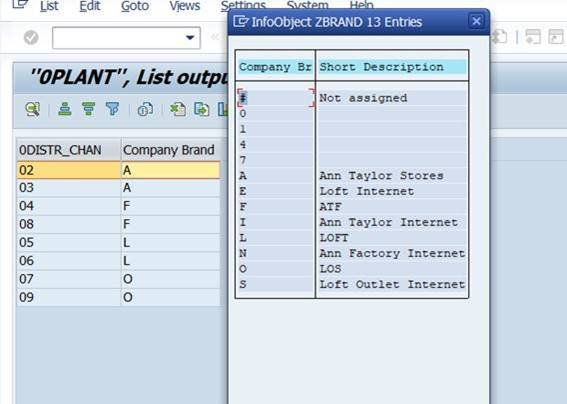 List Edit Goto Views Settings System Help
InfoObject ZBRAND 13 Entries
"0PLANT", List outpu
Company Br Short Description
# Not assigned
0
1
4
7
A Ann Taylor Stores
E Loft Internet
F ATF
I Ann Taylor Internet
L LOFT
N Ann Factory Internet
O LOS
S Loft Outlet Internet
0DISTR_CHAN Company Brand
02 A
03 A
04 F
08 F
05 L
06 L
07 O
09 O